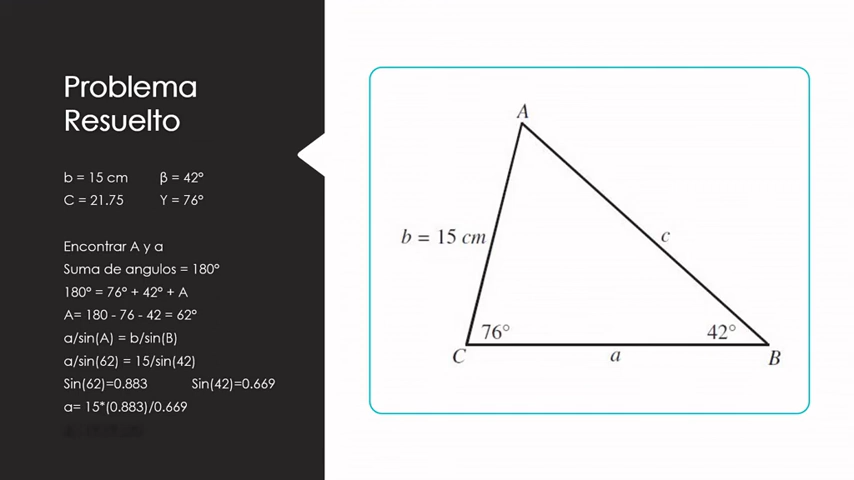 Problema
Resuelto
b = 15 cm β = 42°
C = 21.75 Y = 76°
Encontrar A y a
Suma de angulos = 180°
180° = 76° + 42° + A
A= 180 - 76 - 42 = 62°
a/sin(A) = b/sin(B)
a/sin(62) = 15/sin(42)
Sin(62)=0.883 Sin(42)=0.669
a= 15*(0.883)/0.669
A
b = 15 cm
c
76°
42°
C
a
B